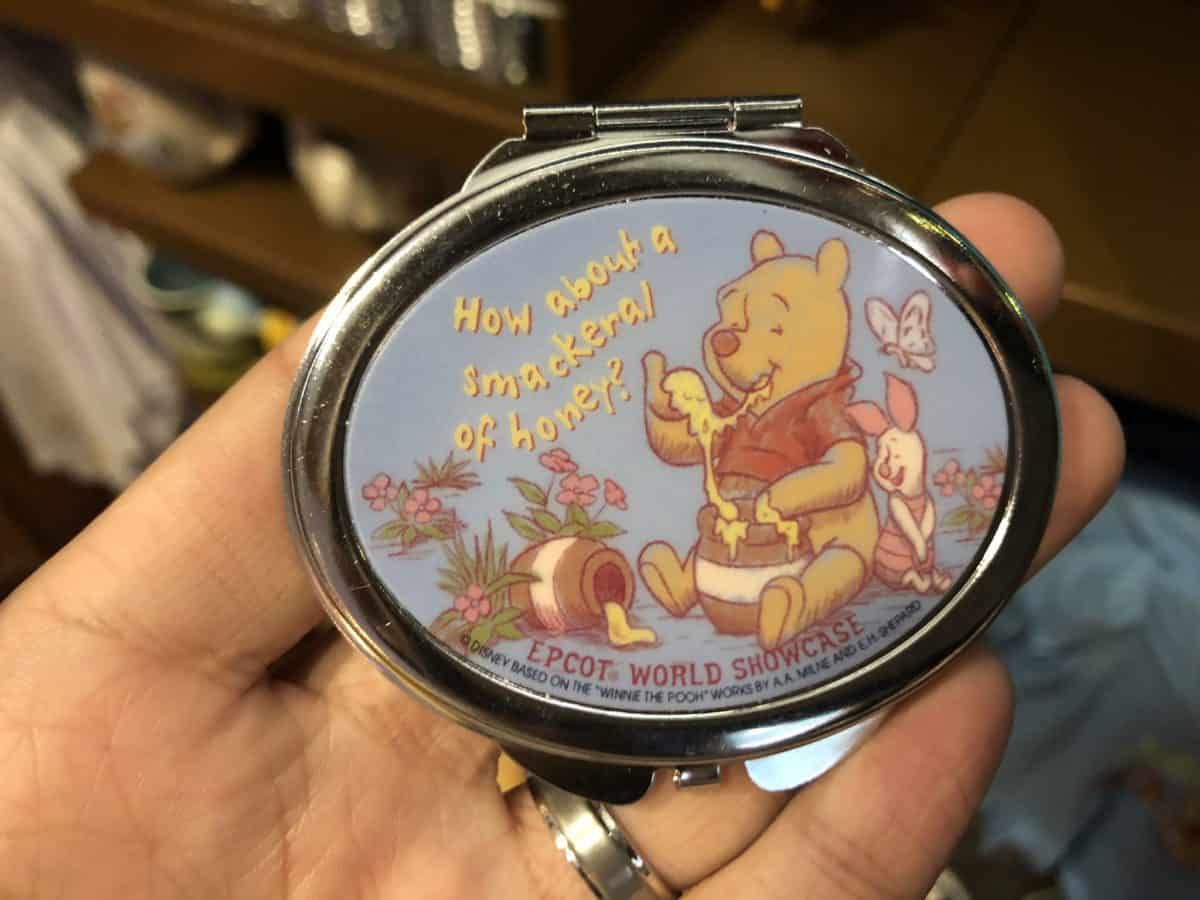 How about a
smackeral
of honey?
EPCOT® WORLD SHOWCASE
© DISNEY BASED ON THE "WINNIE THE POOH" WORKS BY A.A. MILNE AND E.H. SHEPARD